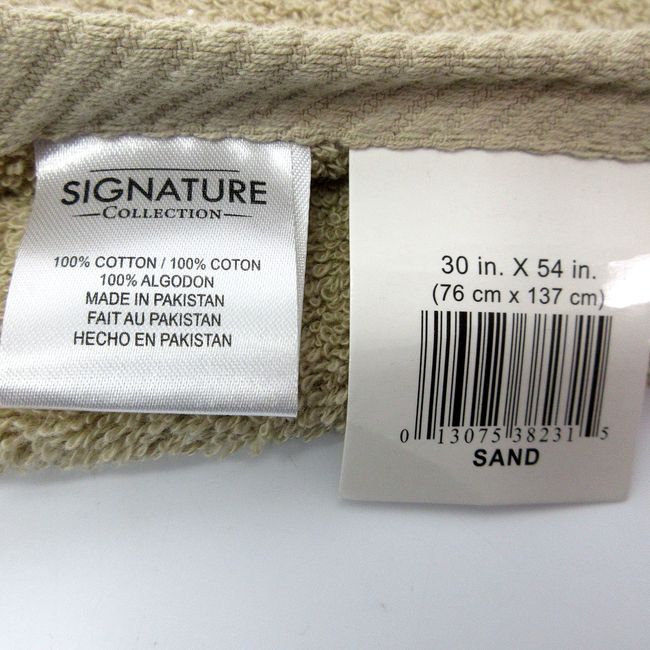 SIGNATURE
COLLECTION
100% COTTON / 100% COTON
100% ALGODON
MADE IN PAKISTAN
FAIT AU PAKISTAN
HECHO EN PAKISTAN
30 in. X 54 in.
(76 cm x 137 cm)
0 13075 38231 5
SAND